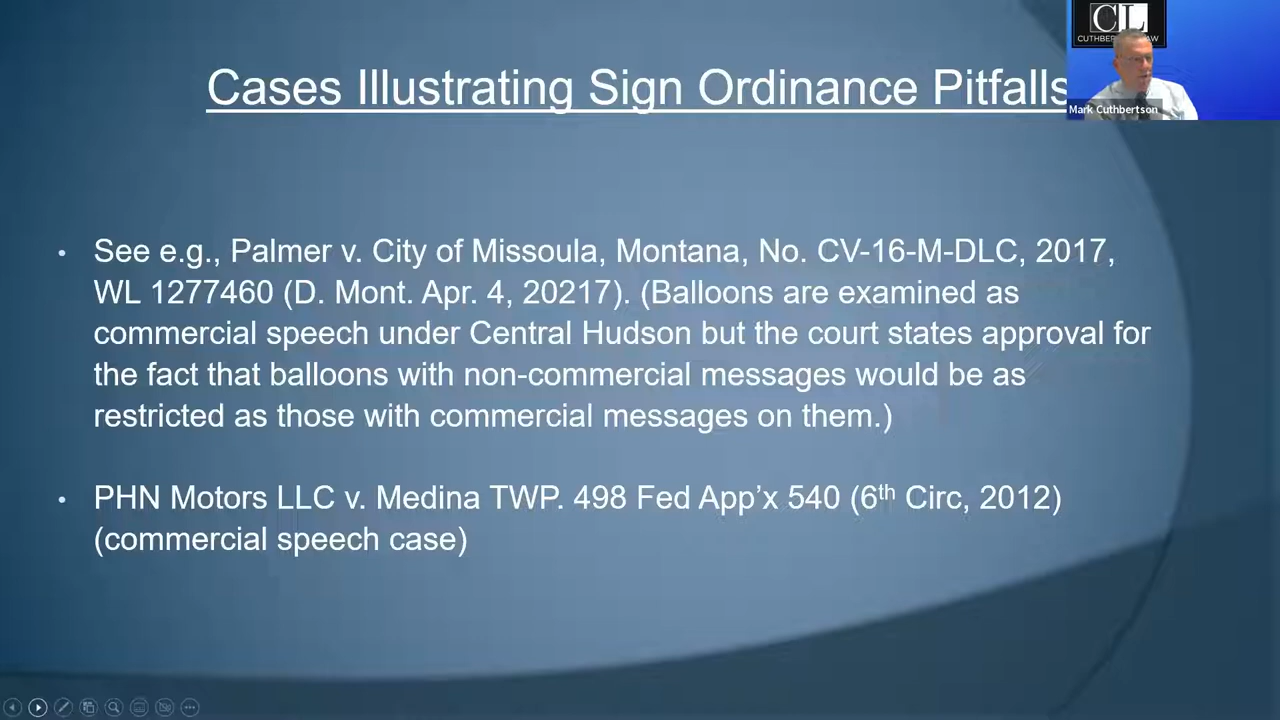 CL
Cases Illustrating Sign Ordinance Pitfalls
Mark Cuthbertson
• See e.g., Palmer v. City of Missoula, Montana, No. CV-16-M-DLC, 2017,
WL 1277460 (D. Mont. Apr. 4, 20217). (Balloons are examined as
commercial speech under Central Hudson but the court states approval for
the fact that balloons with non-commercial messages would be as
restricted as those with commercial messages on them.)
• PHN Motors LLC v. Medina TWP. 498 Fed App’x 540 (6th Circ, 2012)
(commercial speech case)